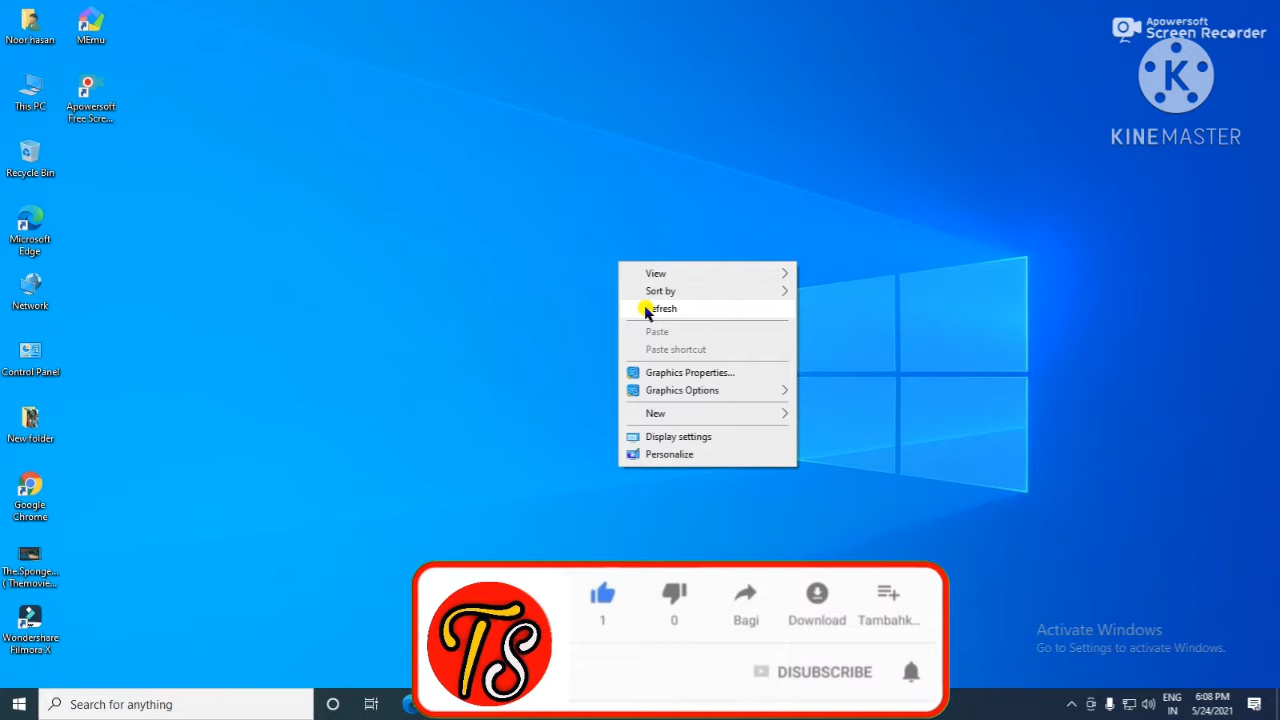 Noor hasan
MEmu
This PC
Apowersoft
Free Scre...
Recycle Bin
Microsoft
Edge
Network
Control Panel
New folder
Google
Chrome
The.Sponge...
( Themovie...
Wondershare
Filmora X
Apowersoft
Screen Recorder
K
KINEMASTER
View
Sort by
efresh
Paste
Paste shortcut
Graphics Properties...
Graphics Options
New
Display settings
Personalize
TS
1
0
Bagi
Download
Tambahk...
DISUBSCRIBE
Activate Windows
Go to Settings to activate Windows.
Search for anything
ENG
IN
6:08 PM
5/24/2021